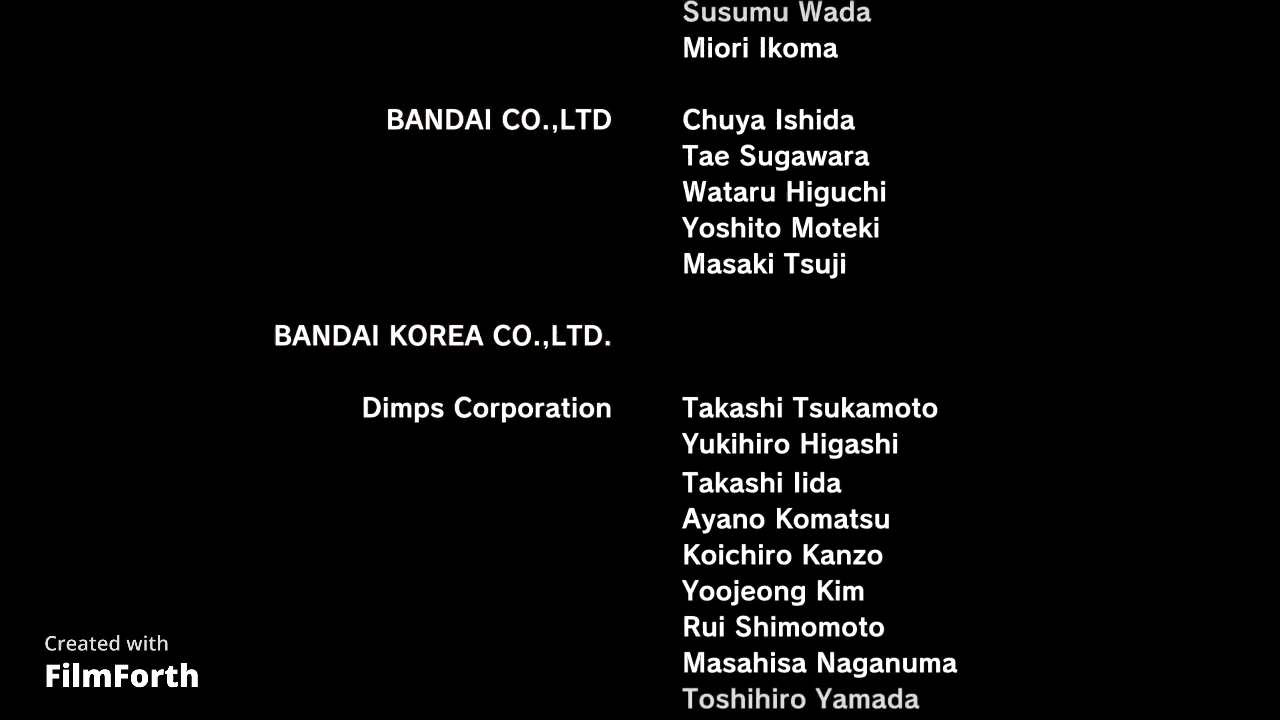 Susumu Wada
Miori Ikoma
BANDAI CO.,LTD Chuya Ishida
Tae Sugawara
Wataru Higuchi
Yoshito Moteki
Masaki Tsuji
BANDAI KOREA CO.,LTD.
Dimps Corporation Takashi Tsukamoto
Yukihiro Higashi
Takashi Iida
Ayano Komatsu
Koichiro Kanzo
Yoojeong Kim
Rui Shimomoto
Masahisa Naganuma
Toshihiro Yamada
Created with
FilmForth